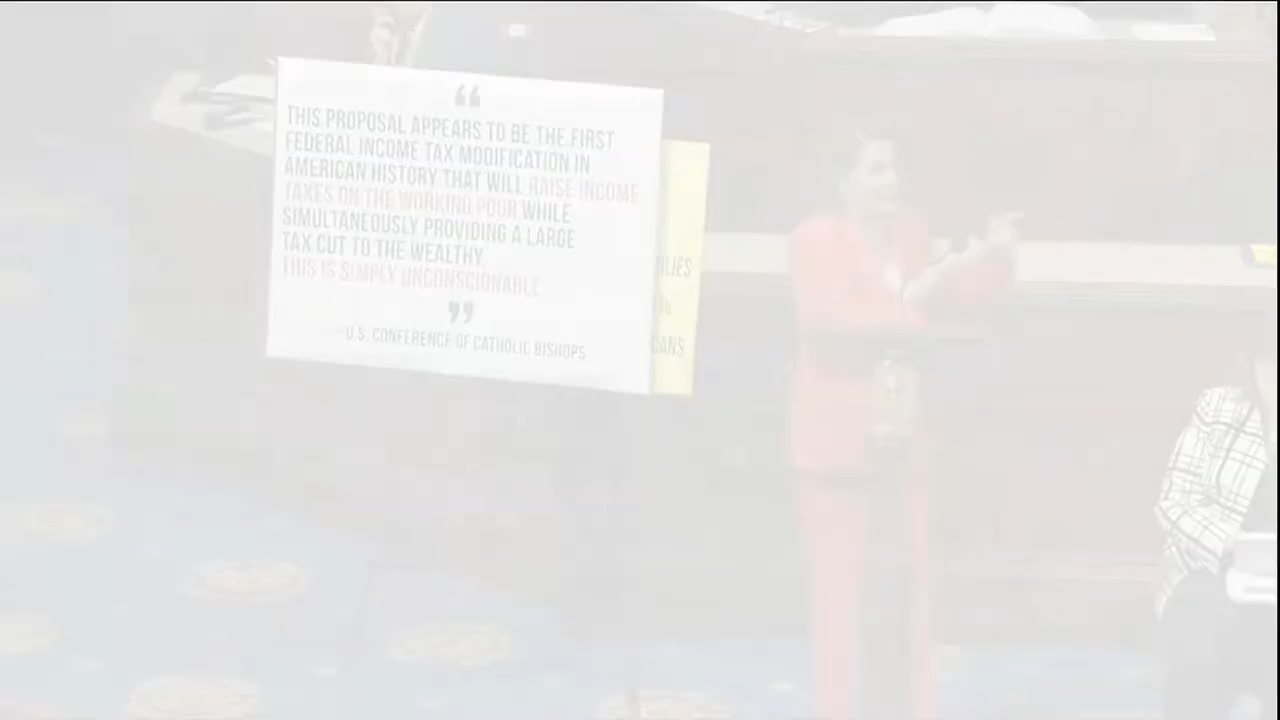 “
THIS PROPOSAL APPEARS TO BE THE FIRST
FEDERAL INCOME TAX MODIFICATION IN
AMERICAN HISTORY THAT WILL RAISE INCOME
TAXES ON THE WORKING POOR WHILE
SIMULTANEOUSLY PROVIDING A LARGE
TAX CUT TO THE WEALTHY.
THIS IS SIMPLY UNCONSCIONABLE.
”
—U.S. CONFERENCE OF CATHOLIC BISHOPS